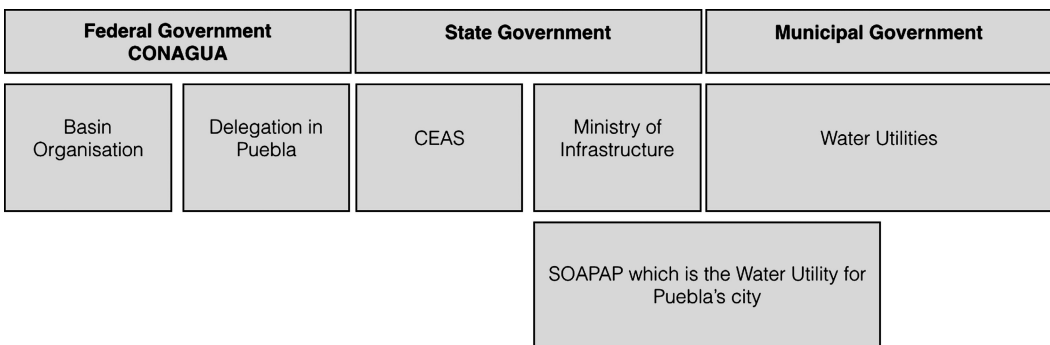 Federal Government
CONAGUA
State Government
Municipal Government
Basin
Organisation
Delegation in
Puebla
CEAS
Ministry of
Infrastructure
Water Utilities
SOAPAP which is the Water Utility for
Puebla's city